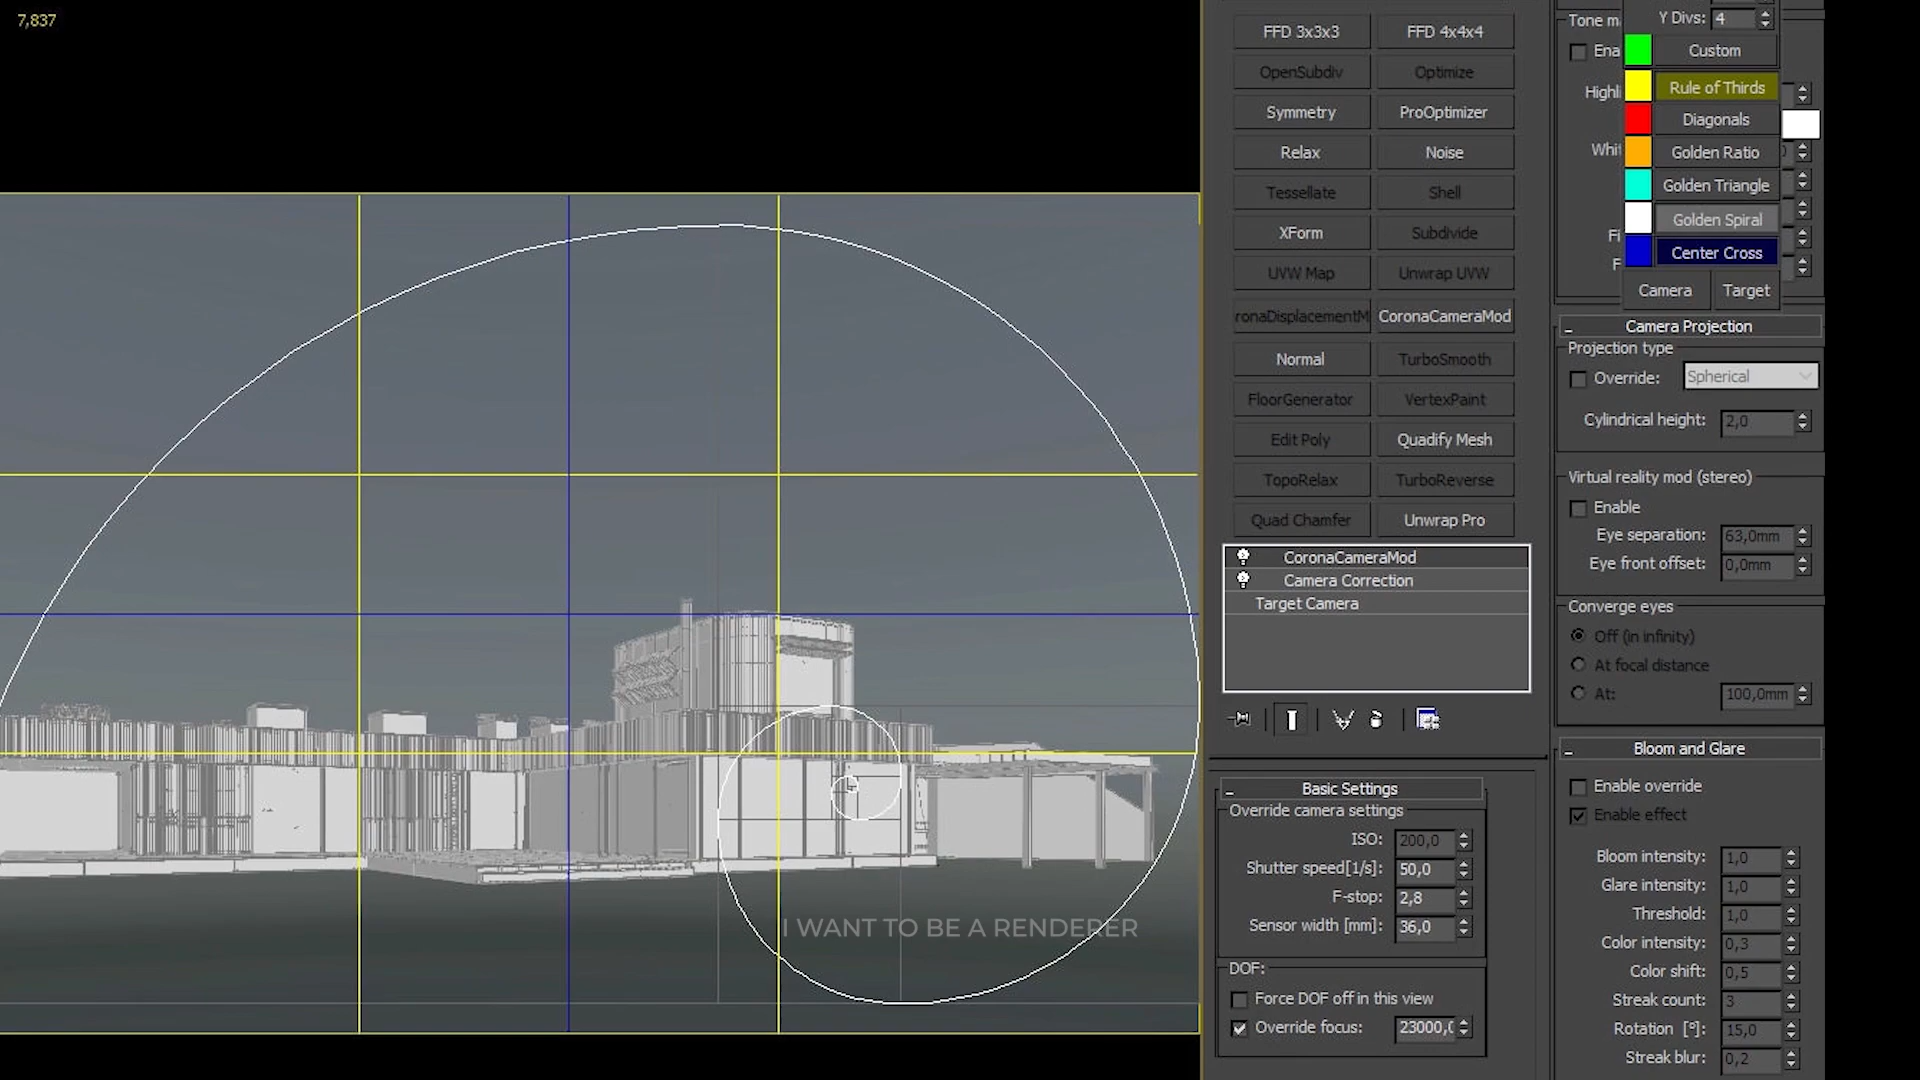 7,837
FFD 3x3x3
FFD 4x4x4
OpenSubdiv
Optimize
Symmetry
ProOptimizer
Relax
Noise
Tessellate
Shell
XForm
Subdivide
UVW Map
Unwrap UVW
ronaDisplacementM
CoronaCameraMod
Normal
TurboSmooth
FloorGenerator
VertexPaint
Edit Poly
Quadify Mesh
TopoRelax
TurboReverse
Quad Chamfer
Unwrap Pro
CoronaCameraMod
Camera Correction
Target Camera
Basic Settings
Override camera settings
ISO: 200,0
Shutter speed[1/s]: 50,0
F-stop: 2,8
Sensor width [mm]: 36,0
DOF:
Force DOF off in this view
Override focus: 23000,(
Tone m
Ena
Highli
Whit
Fi
F
Y Divs: 4
Custom
Rule of Thirds
Diagonals
Golden Ratio
Golden Triangle
Golden Spiral
Center Cross
Camera
Target
Camera Projection
Projection type
Override: Spherical
Cylindrical height: 2,0
Virtual reality mod (stereo)
Enable
Eye separation: 63,0mm
Eye front offset: 0,0mm
Converge eyes
Off (in infinity)
At focal distance
At: 100,0mm
Bloom and Glare
Enable override
Enable effect
Bloom intensity: 1,0
Glare intensity: 1,0
Threshold: 1,0
Color intensity: 0,3
Color shift: 0,5
Streak count: 3
Rotation [°]: 15,0
Streak blur: 0,2
I WANT TO BE A RENDERER